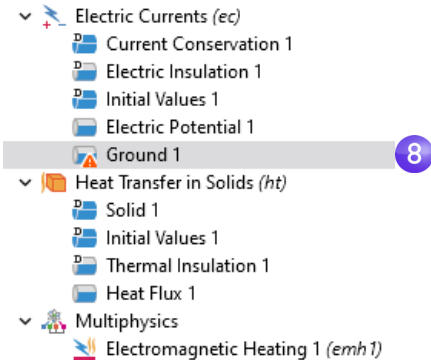 Electric Currents (ec)
D Current Conservation 1
D Electric Insulation 1
D Initial Values 1
Electric Potential 1
Ground 1 8
Heat Transfer in Solids (ht)
D Solid 1
D Initial Values 1
D Thermal Insulation 1
Heat Flux 1
Multiphysics
Electromagnetic Heating 1 (emh1)